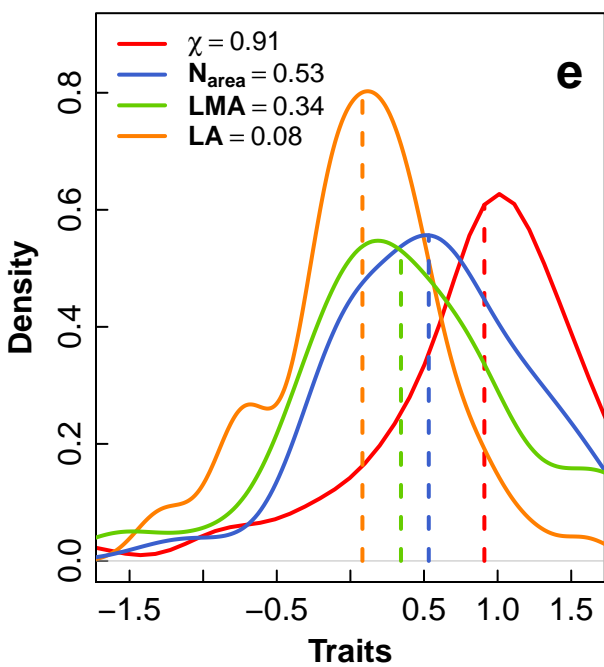 χ = 0.91
N_area = 0.53
LMA = 0.34
LA = 0.08
e
0.8
0.6
0.4
0.2
0.0
Density
−1.5 −0.5 0.5 1.0 1.5
Traits